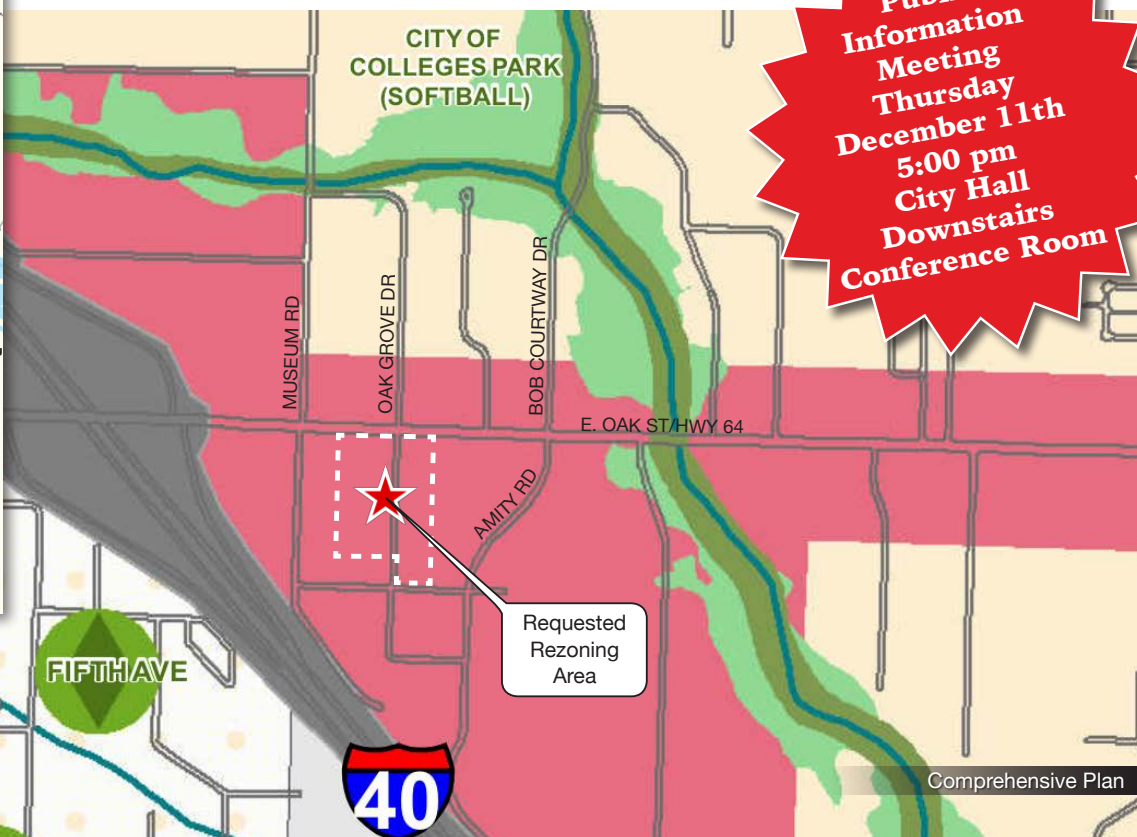 CITY OF
COLLEGES PARK
(SOFTBALL)
Information
Meeting
Thursday
December 11th
5:00 pm
City Hall
Downstairs
Conference Room
MUSEUM RD
OAK GROVE DR
BOB COURTWAY DR
E. OAK ST/HWY 64
AMITY RD
Requested
Rezoning
Area
FIFTH AVE
40
Comprehensive Plan